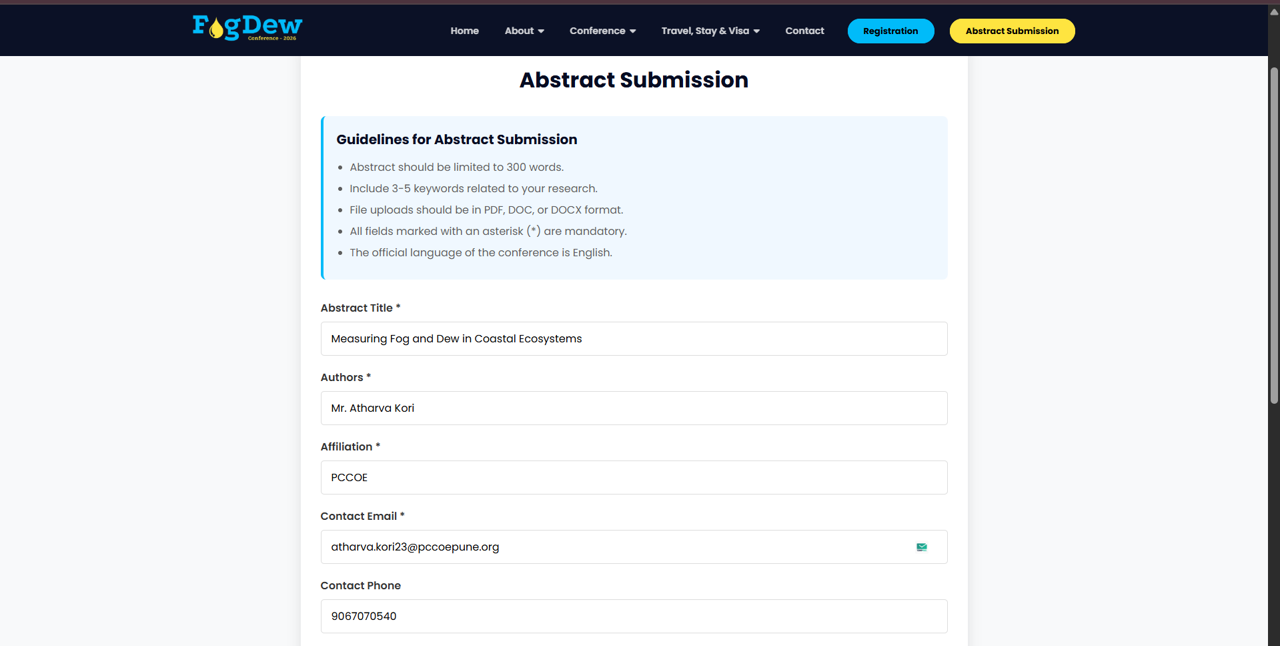 FogDew
Conference - 2026
Home
About
Conference
Travel, Stay & Visa
Contact
Registration
Abstract Submission
Abstract Submission
Guidelines for Abstract Submission
Abstract should be limited to 300 words.
Include 3-5 keywords related to your research.
File uploads should be in PDF, DOC, or DOCX format.
All fields marked with an asterisk (*) are mandatory.
The official language of the conference is English.
Abstract Title *
Measuring Fog and Dew in Coastal Ecosystems
Authors *
Mr. Atharva Kori
Affiliation *
PCCOE
Contact Email *
atharva.kori23@pccoepune.org
Contact Phone
9067070540